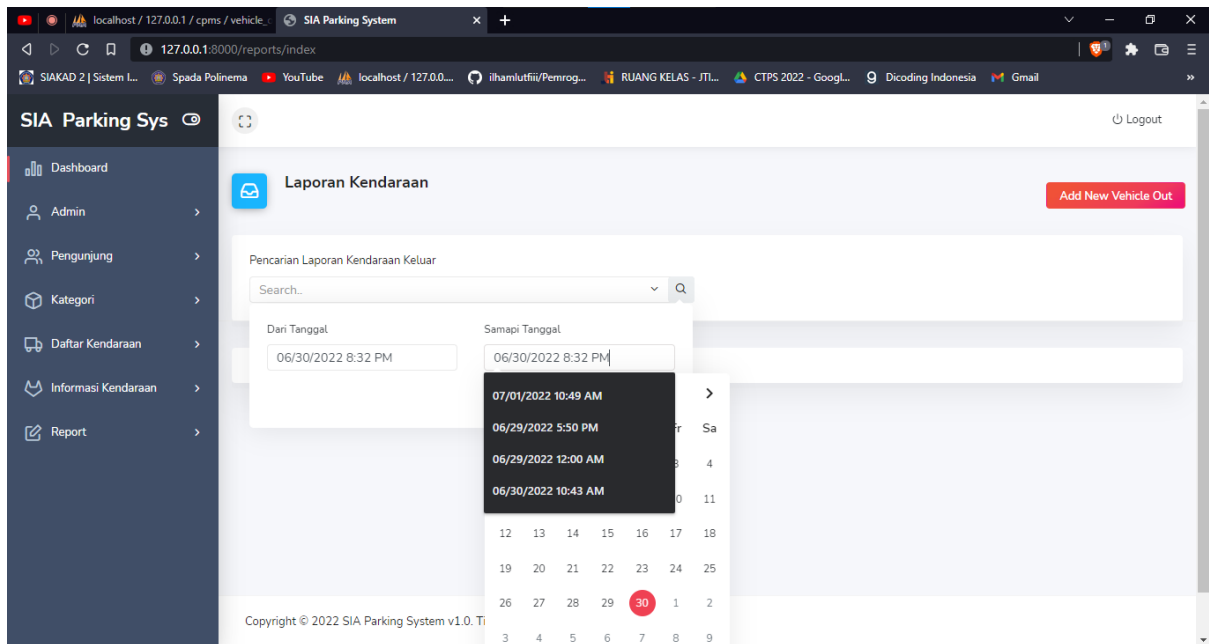 localhost / 127.0.0.1 / cpms / vehicle_
SIA Parking System
127.0.0.1:8000/reports/index
1
SIAKAD 2 | Sistem I...
Spada Polinema
YouTube
localhost / 127.0.0....
ilhamlutfiii/Pemrog...
RUANG KELAS - JTI...
CTPS 2022 - Googl...
Dicoding Indonesia
Gmail
»
SIA Parking Sys
Logout
Dashboard
Admin
Pengunjung
Kategori
Daftar Kendaraan
Informasi Kendaraan
Report
Laporan Kendaraan
Add New Vehicle Out
Pencarian Laporan Kendaraan Keluar
Search..
Dari Tanggal
Samapi Tanggal
06/30/2022 8:32 PM
06/30/2022 8:32 PM
07/01/2022 10:49 AM
06/29/2022 5:50 PM
06/29/2022 12:00 AM
06/30/2022 10:43 AM
Sa
4
11
12 13 14 15 16 17 18
19 20 21 22 23 24 25
26 27 28 29 30 1 2
3 4 5 6 7 8 9
Copyright © 2022 SIA Parking System v1.0.